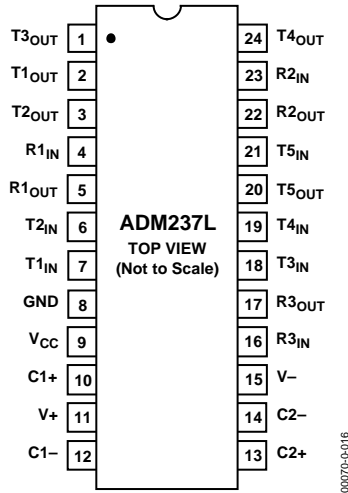 T3OUT 1 24 T4OUT
T1OUT 2 23 R2IN
T2OUT 3 22 R2OUT
R1IN 4 21 T5IN
R1OUT 5 20 T5OUT
T2IN 6 ADM237L 19 T4IN
TOP VIEW
T1IN 7 (Not to Scale) 18 T3IN
GND 8 17 R3OUT
VCC 9 16 R3IN
C1+ 10 15 V–
V+ 11 14 C2–
C1– 12 13 C2+
00070-0-016